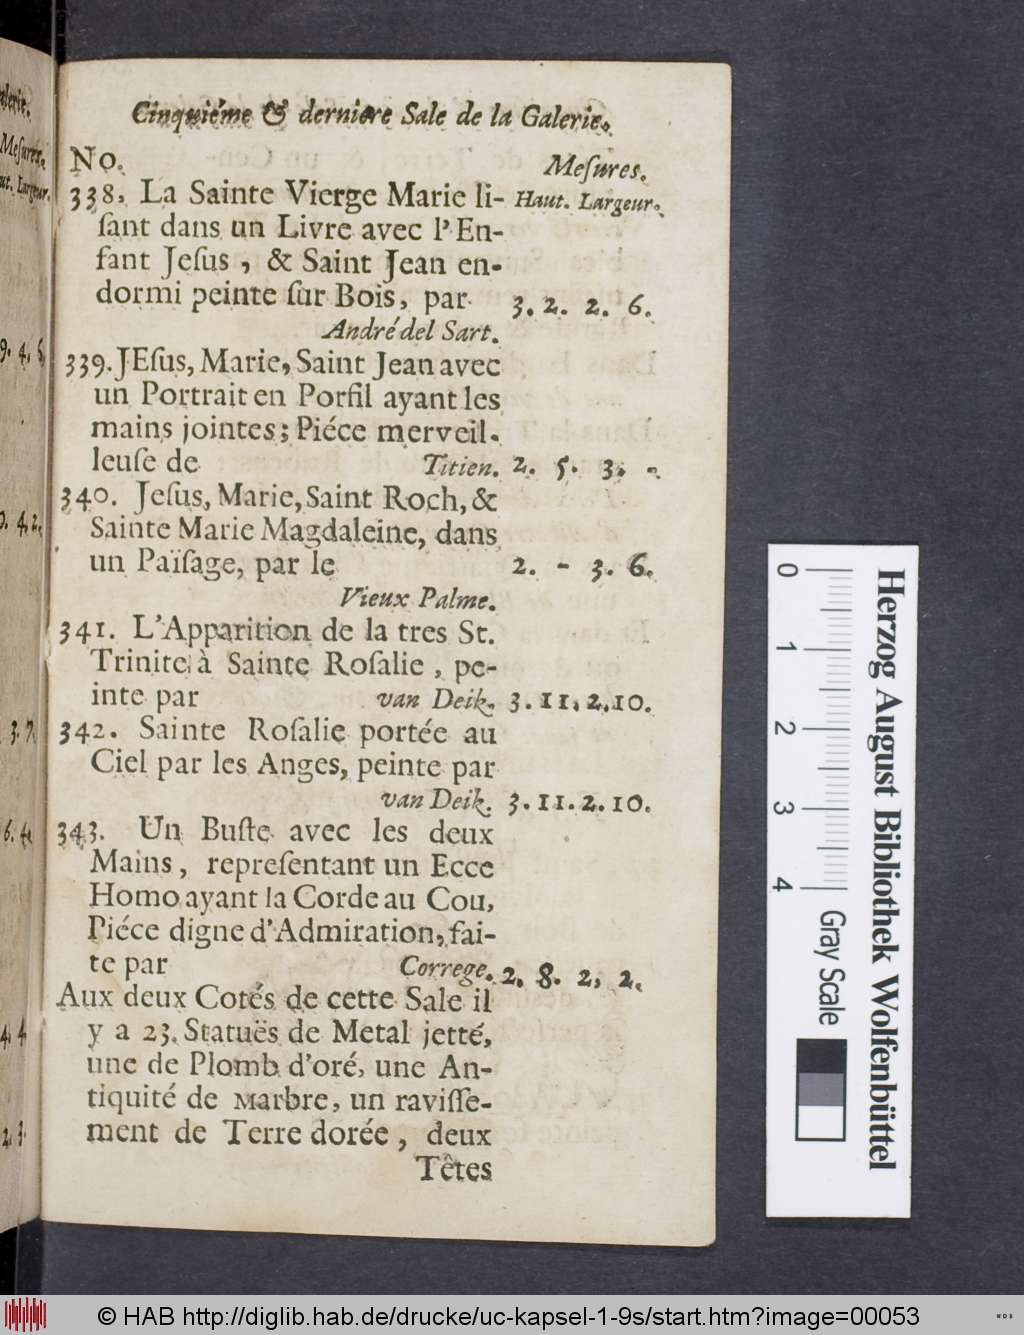 Cinquiéme & derniere Sale de la Galerie.
No. Meſures.
338. La Sainte Vierge Marie li- Haut. Largeur.
ſant dans un Livre avec l'En-
fant Jeſus, & Saint Jean en-
dormi peinte ſur Bois, par 3. 2. 2. 6.
André del Sart.
339. JEſus, Marie, Saint Jean avec
un Portrait en Porfil ayant les
mains jointes; Piéce merveil-
leuſe de Titien. 2. 5. 3. -
340. Jeſus, Marie, Saint Roch, &
Sainte Marie Magdaleine, dans
un Païſage, par le 2. - 3. 6.
Vieux Palme.
341. L'Apparition de la tres St.
Trinite à Sainte Roſalie, pe-
inte par van Deik. 3. 11. 2. 10.
342. Sainte Roſalie portée au
Ciel par les Anges, peinte par
van Deik. 3. 11. 2. 10.
343. Un Buſte avec les deux
Mains, repreſentant un Ecce
Homo ayant la Corde au Cou,
Piéce digne d'Admiration, fai-
te par Correge. 2. 8. 2. 2.
Aux deux Cotés de cette Sale il
y a 23. Statuës de Metal jetté,
une de Plomb d'oré, une An-
tiquité de Marbre, un raviſſe-
ment de Terre dorée, deux
Têtes
0 1 2 3 4
Gray Scale
Herzog August Bibliothek Wolfenbüttel
© HAB http://diglib.hab.de/drucke/uc-kapsel-1-9s/start.htm?image=00053